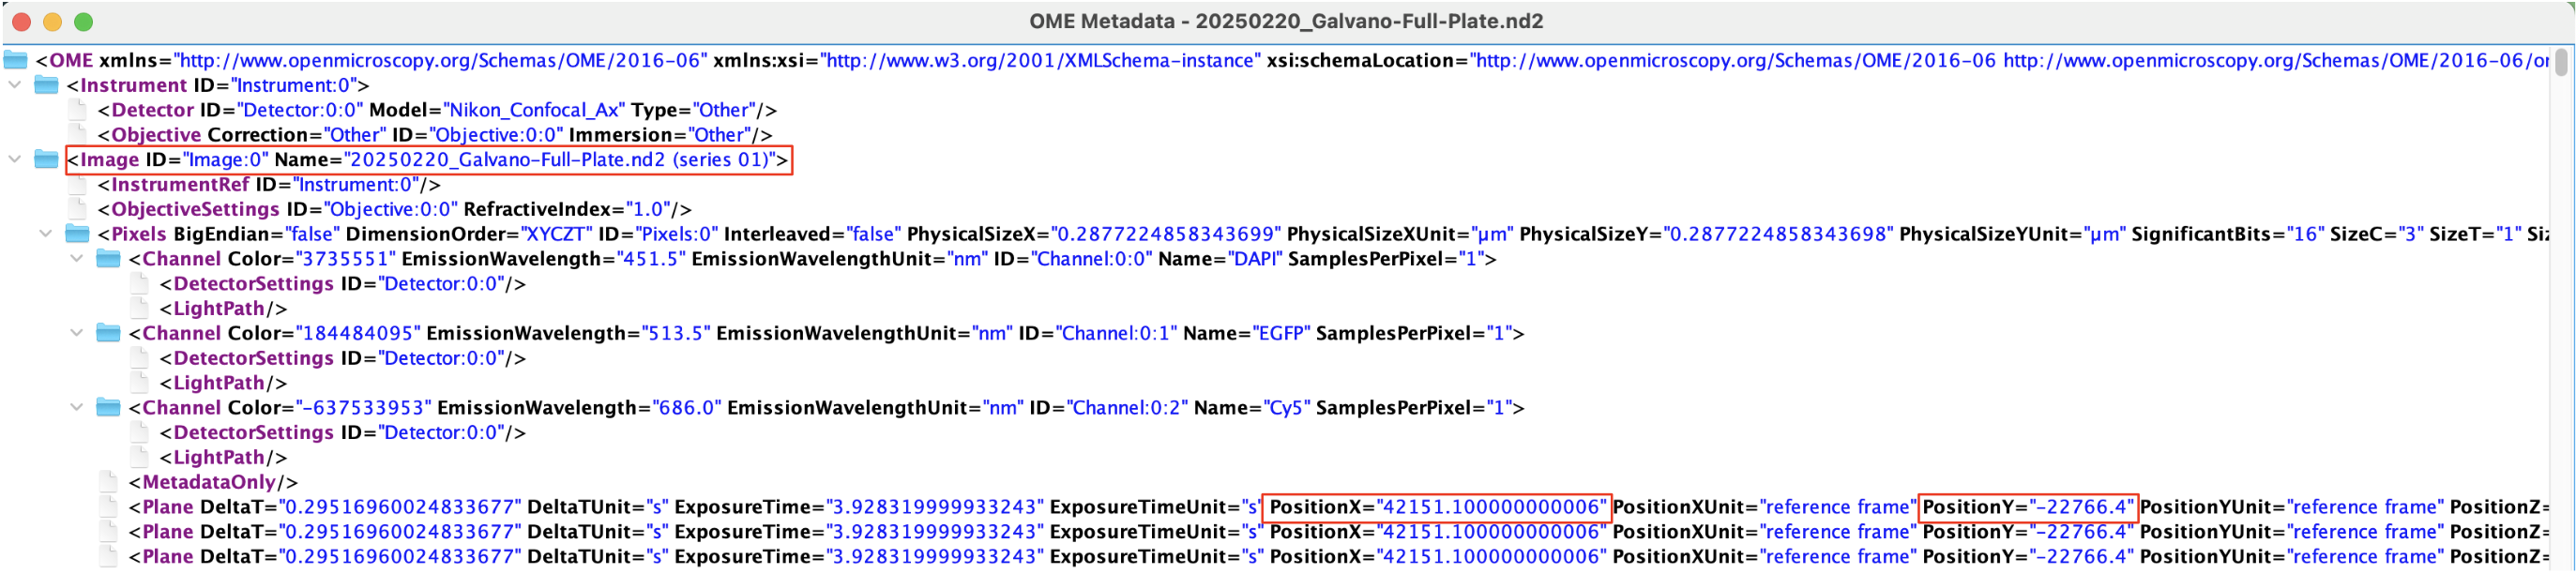 OME Metadata - 20250220_Galvano-Full-Plate.nd2
<OME xmlns="http://www.openmicroscopy.org/Schemas/OME/2016-06" xmlns:xsi="http://www.w3.org/2001/XMLSchema-instance" xsi:schemaLocation="http://www.openmicroscopy.org/Schemas/OME/2016-06 http://www.openmicroscopy.org/Schemas/OME/2016-06/or
<Instrument ID="Instrument:0">
<Detector ID="Detector:0:0" Model="Nikon_Confocal_Ax" Type="Other"/>
<Objective Correction="Other" ID="Objective:0:0" Immersion="Other"/>
<Image ID="Image:0" Name="20250220_Galvano-Full-Plate.nd2 (series 01)">
<InstrumentRef ID="Instrument:0"/>
<ObjectiveSettings ID="Objective:0:0" RefractiveIndex="1.0"/>
<Pixels BigEndian="false" DimensionOrder="XYCZT" ID="Pixels:0" Interleaved="false" PhysicalSizeX="0.2877224858343699" PhysicalSizeXUnit="µm" PhysicalSizeY="0.2877224858343698" PhysicalSizeYUnit="µm" SignificantBits="16" SizeC="3" SizeT="1" Siz
<Channel Color="3735551" EmissionWavelength="451.5" EmissionWavelengthUnit="nm" ID="Channel:0:0" Name="DAPI" SamplesPerPixel="1">
<DetectorSettings ID="Detector:0:0"/>
<LightPath/>
<Channel Color="184484095" EmissionWavelength="513.5" EmissionWavelengthUnit="nm" ID="Channel:0:1" Name="EGFP" SamplesPerPixel="1">
<DetectorSettings ID="Detector:0:0"/>
<LightPath/>
<Channel Color="-637533953" EmissionWavelength="686.0" EmissionWavelengthUnit="nm" ID="Channel:0:2" Name="Cy5" SamplesPerPixel="1">
<DetectorSettings ID="Detector:0:0"/>
<LightPath/>
<MetadataOnly/>
<Plane DeltaT="0.29516960024833677" DeltaTUnit="s" ExposureTime="3.928319999933243" ExposureTimeUnit="s" PositionX="42151.100000000006" PositionXUnit="reference frame" PositionY="-22766.4" PositionYUnit="reference frame" PositionZ=
<Plane DeltaT="0.29516960024833677" DeltaTUnit="s" ExposureTime="3.928319999933243" ExposureTimeUnit="s" PositionX="42151.100000000006" PositionXUnit="reference frame" PositionY="-22766.4" PositionYUnit="reference frame" PositionZ=
<Plane DeltaT="0.29516960024833677" DeltaTUnit="s" ExposureTime="3.928319999933243" ExposureTimeUnit="s" PositionX="42151.100000000006" PositionXUnit="reference frame" PositionY="-22766.4" PositionYUnit="reference frame" PositionZ=